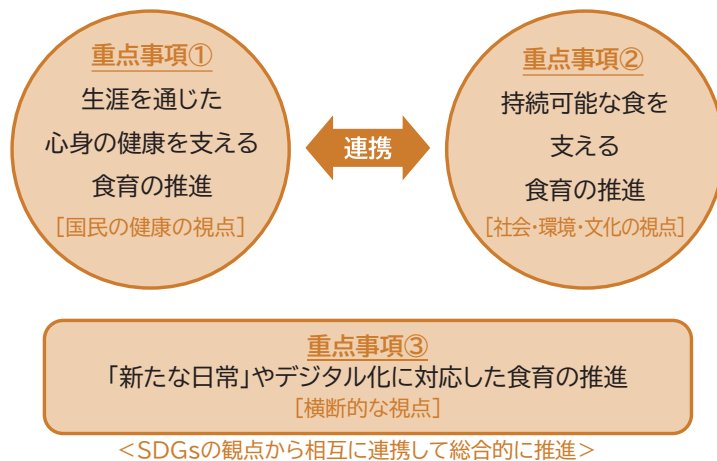 重点事項①
生涯を通じた
心身の健康を支える
食育の推進
[国民の健康の視点]
連携
重点事項②
持続可能な食を
支える
食育の推進
[社会・環境・文化の視点]
重点事項③
「新たな日常」やデジタル化に対応した食育の推進
[横断的な視点]
<SDGsの観点から相互に連携して総合的に推進>